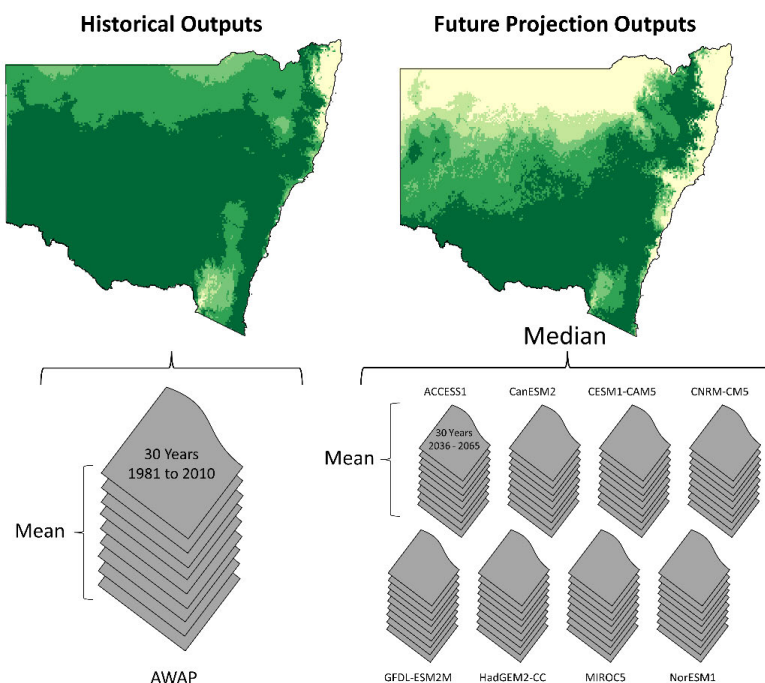 Historical Outputs
Future Projection Outputs
Median
ACCESS1
CanESM2
CESM1-CAM5
CNRM-CM5
30 Years
1981 to 2010
Mean
AWAP
30 Years
2036 - 2065
Mean
GFDL-ESM2M
HadGEM2-CC
MIROC5
NorESM1